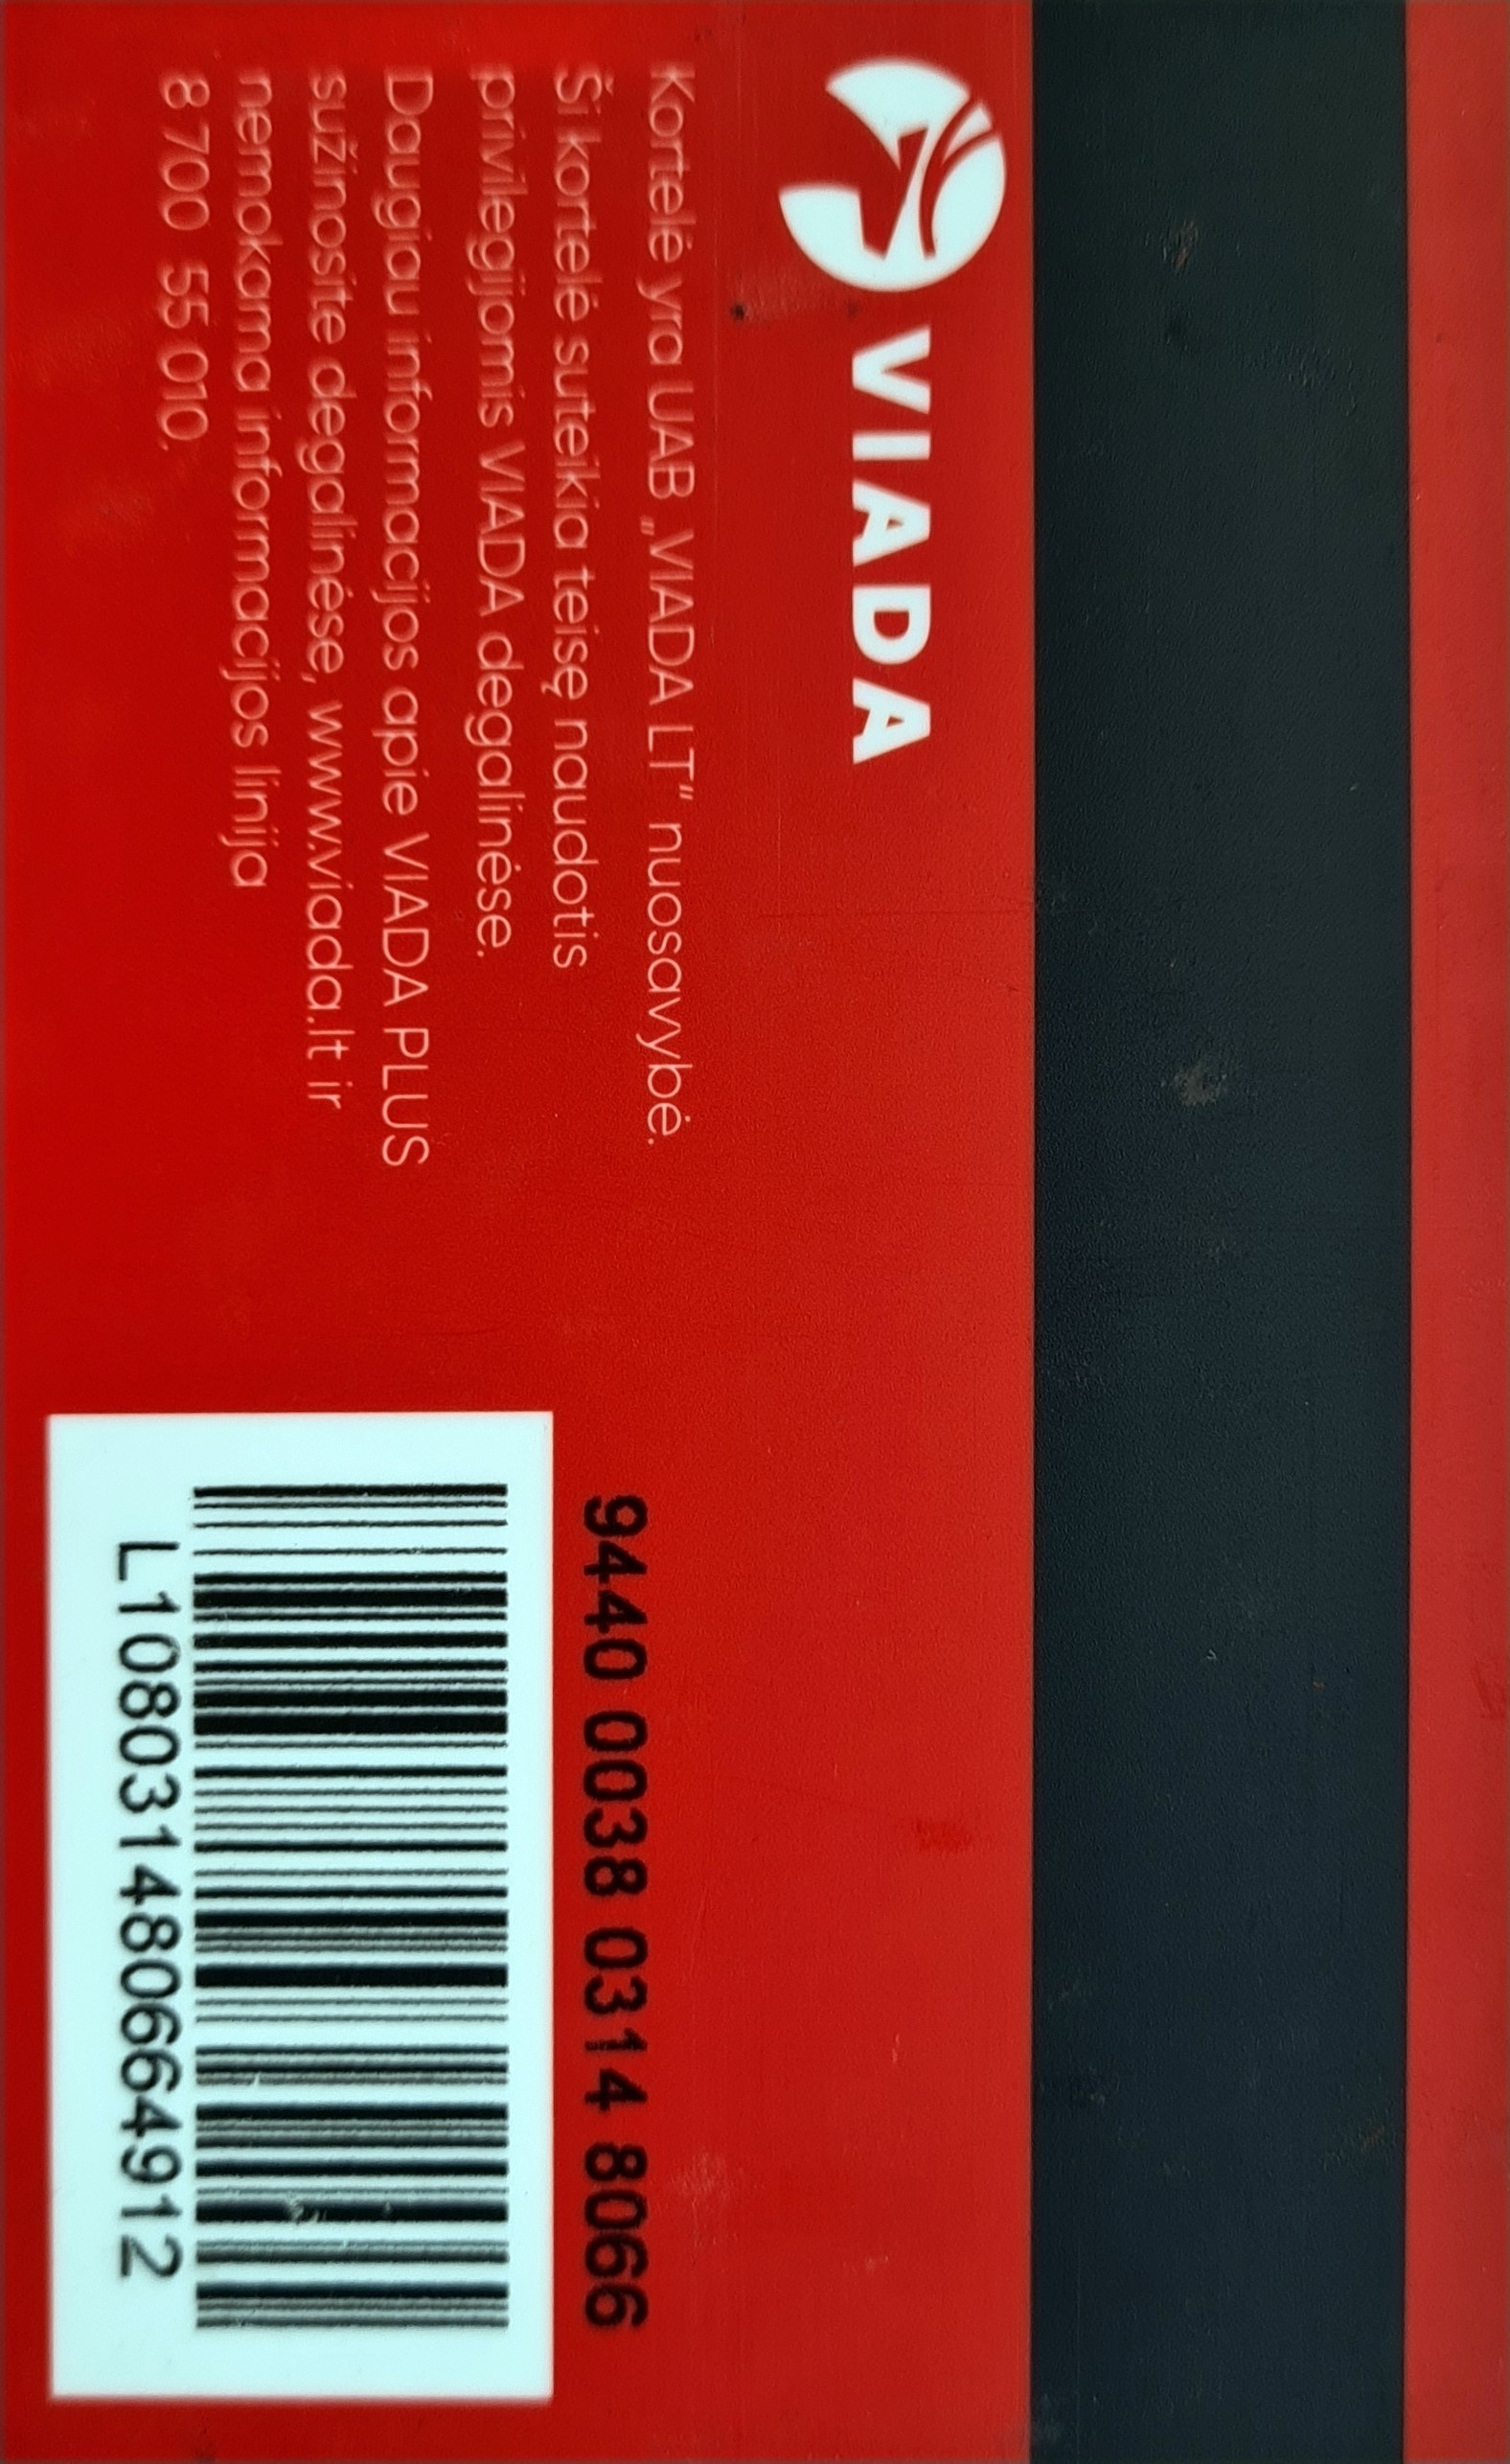 VIADA
Kortelė yra UAB „VIADA LT“ nuosavybė.
Ši kortelė suteikia teisę naudotis
privilegijomis VIADA degalinėse.
Daugiau informacijos apie VIADA PLUS
sužinosite degalinėse, www.viada.lt ir
nemokama informacijos linija
8 700 55 010.
9440 0038 0314 8066
L108031480664912